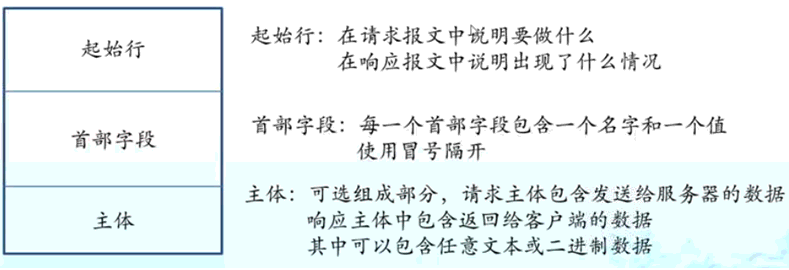 起始行
起始行：在请求报文中说明要做什么
在响应报文中说明出现了什么情况
首部字段
首部字段：每一个首部字段包含一个名字和一个值
使用冒号隔开
主体
主体：可选组成部分，请求主体包含发送给服务器的数据
响应主体中包含返回给客户端的数据
其中可以包含任意文本或二进制数据